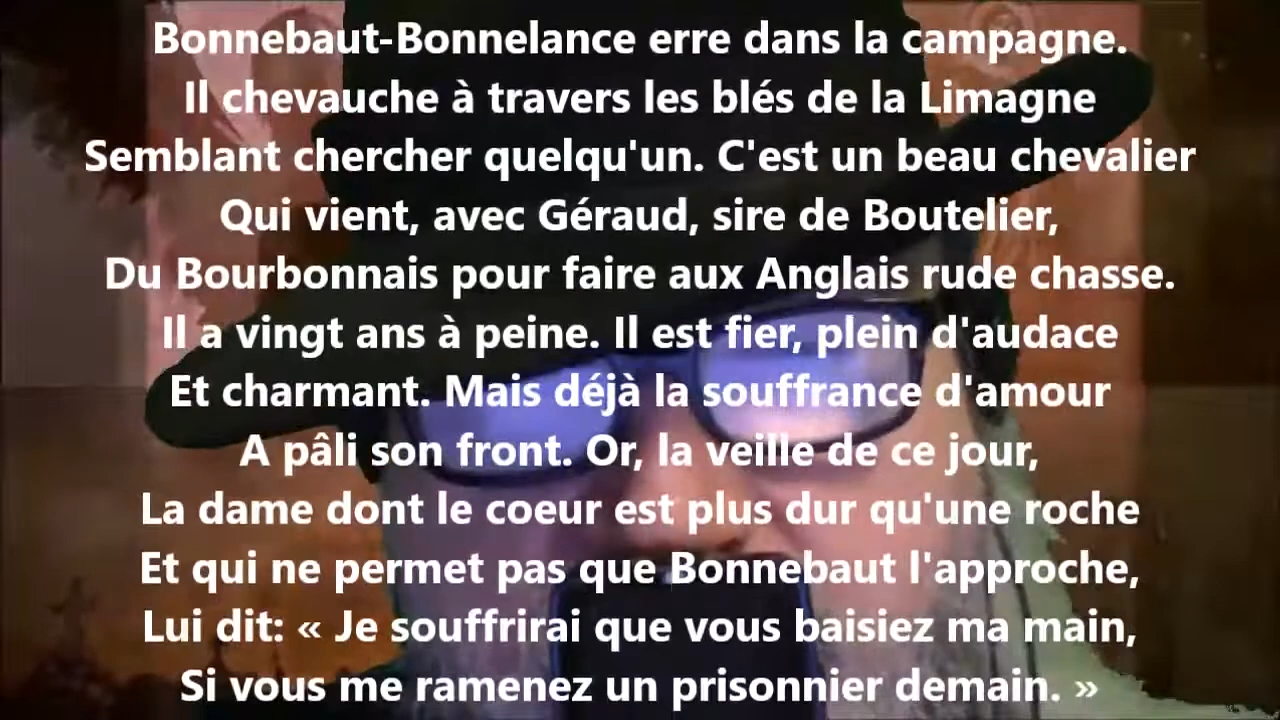 Bonnebaut-Bonnelance erre dans la campagne.
Il chevauche à travers les blés de la Limagne
Semblant chercher quelqu'un. C'est un beau chevalier
Qui vient, avec Géraud, sire de Boutelier,
Du Bourbonnais pour faire aux Anglais rude chasse.
Il a vingt ans à peine. Il est fier, plein d'audace
Et charmant. Mais déjà la souffrance d'amour
A pâli son front. Or, la veille de ce jour,
La dame dont le coeur est plus dur qu'une roche
Et qui ne permet pas que Bonnebaut l'approche,
Lui dit: « Je souffrirai que vous baisiez ma main,
Si vous me ramenez un prisonnier demain. »